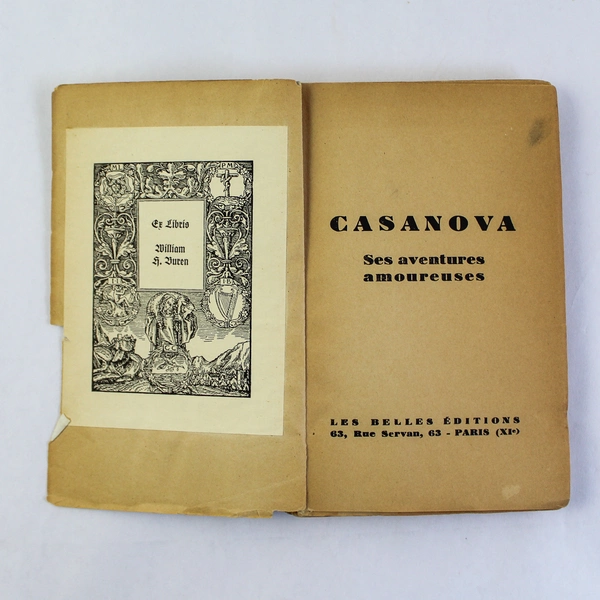 Ex Libris
William
H. Buren
CASANOVA
Ses aventures
amoureuses
LES BELLES ÉDITIONS
63, Rue Servan, 63 - PARIS (XIe)